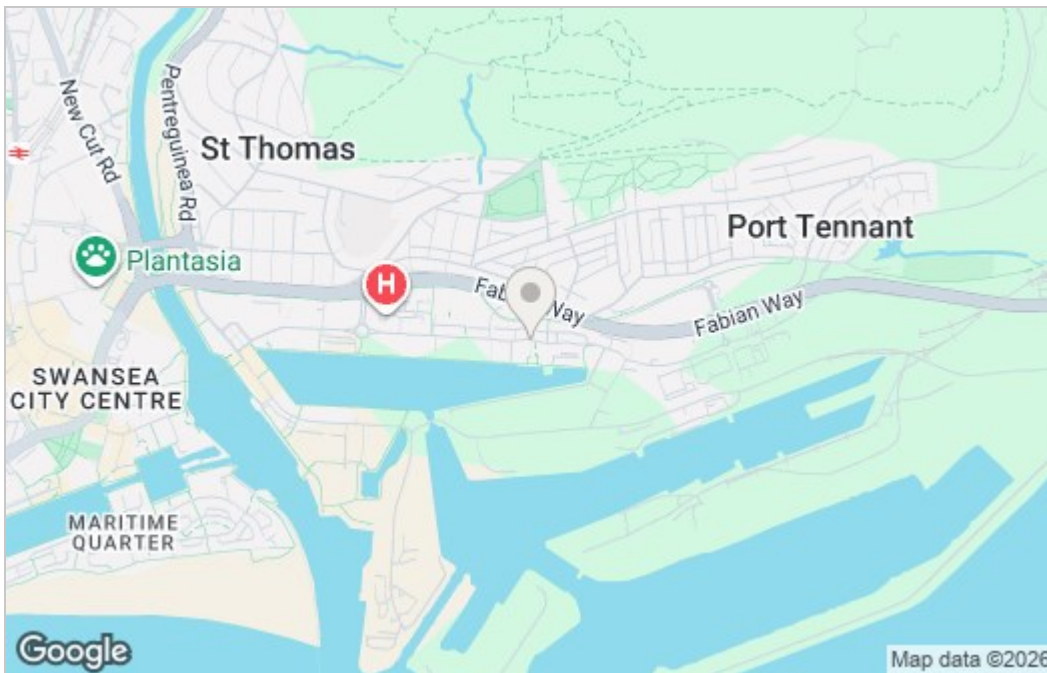 New Cut Rd
Pentreguinea Rd
St Thomas
Port Tennant
Plantasia
H
Fabian Way
Fabian Way
SWANSEA
CITY CENTRE
MARITIME
QUARTER
Google
Map data ©2026